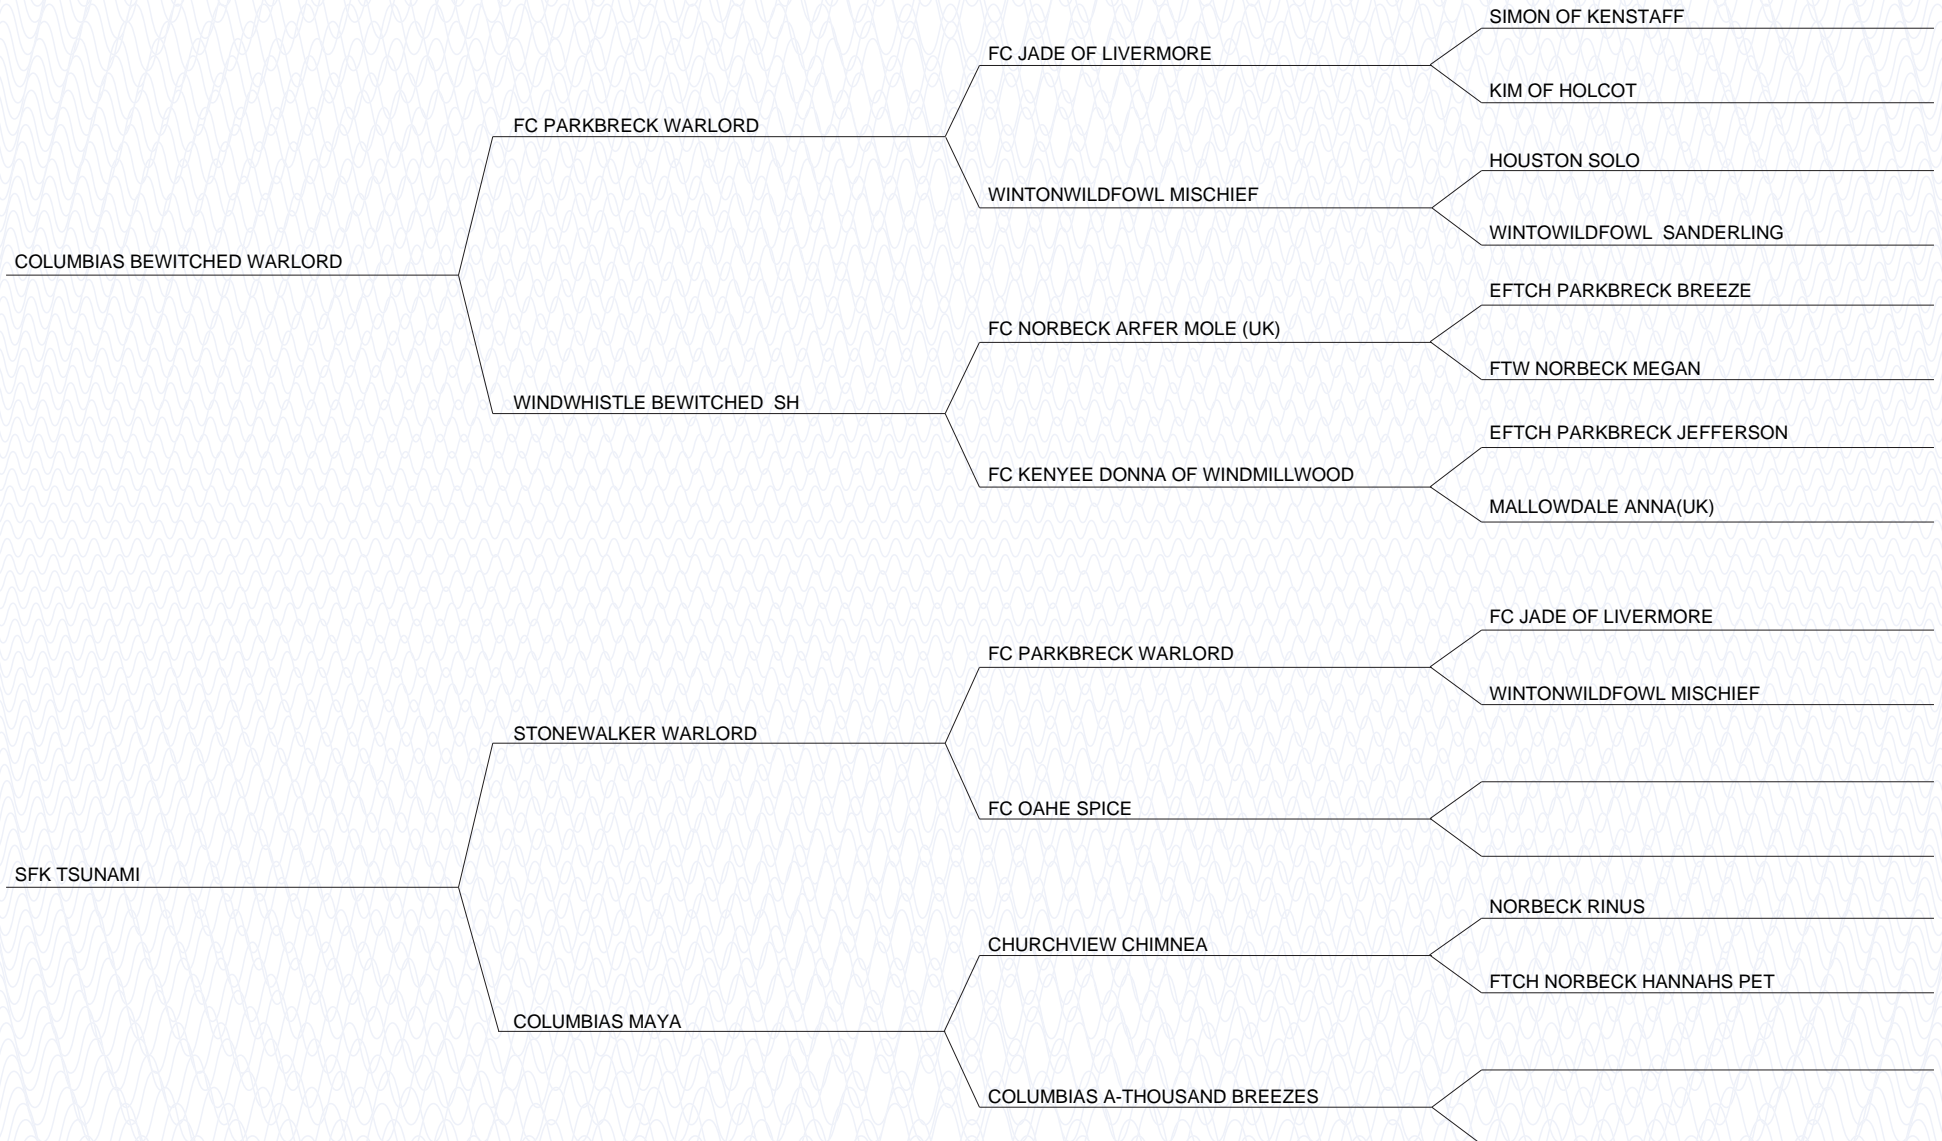 SIMON OF KENSTAFF
FC JADE OF LIVERMORE
KIM OF HOLCOT
FC PARKBRECK WARLORD
HOUSTON SOLO
WINTONWILDFOWL MISCHIEF
WINTOWILDFOWL  SANDERLING
COLUMBIAS BEWITCHED WARLORD
EFTCH PARKBRECK BREEZE
FC NORBECK ARFER MOLE (UK)
FTW NORBECK MEGAN
WINDWHISTLE BEWITCHED  SH
EFTCH PARKBRECK JEFFERSON
FC KENYEE DONNA OF WINDMILLWOOD
MALLOWDALE ANNA(UK)
FC JADE OF LIVERMORE
FC PARKBRECK WARLORD
WINTONWILDFOWL MISCHIEF
STONEWALKER WARLORD
FC OAHE SPICE
SFK TSUNAMI
NORBECK RINUS
CHURCHVIEW CHIMNEA
FTCH NORBECK HANNAHS PET
COLUMBIAS MAYA
COLUMBIAS A-THOUSAND BREEZES